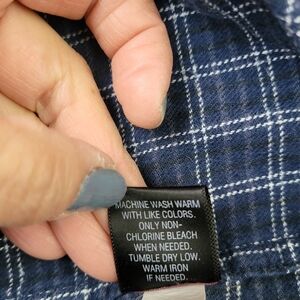 MACHINE WASH WARM
WITH LIKE COLORS.
ONLY NON-
CHLORINE BLEACH
WHEN NEEDED.
TUMBLE DRY LOW.
WARM IRON
IF NEEDED.